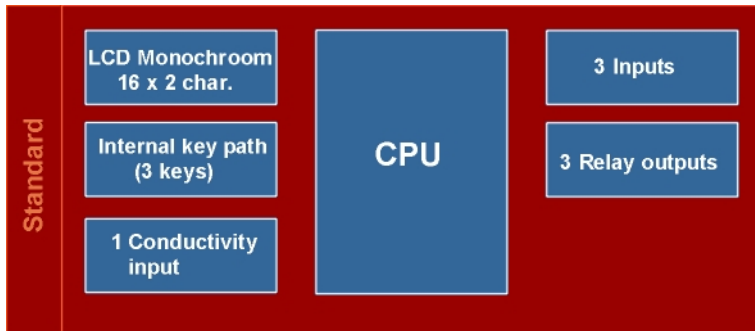 Standard
LCD Monochroom
16 x 2 char.
Internal key path
(3 keys)
1 Conductivity
input
CPU
3 Inputs
3 Relay outputs